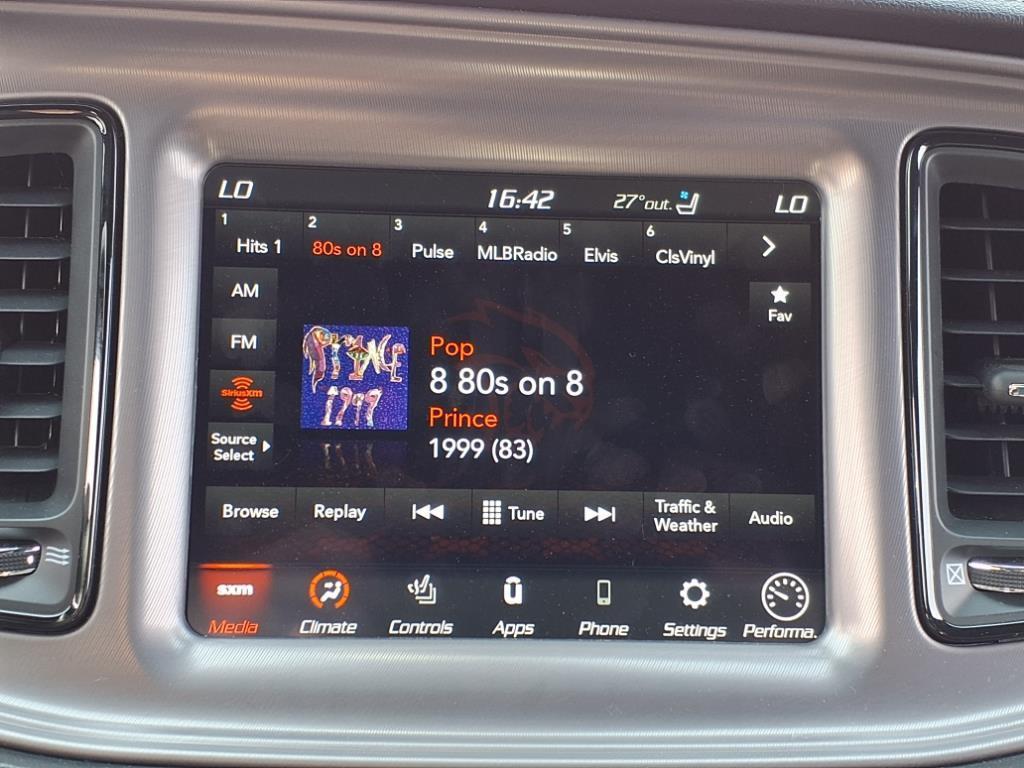 LO 16:42 27°out. LO
1 2 3 4 5 6
Hits 1 80s on 8 Pulse MLBRadio Elvis ClsVinyl
AM
Fav
FM
PRINCE
1999
Pop
8 80s on 8
SiriusXM
Prince
1999 (83)
Source
Select
Browse Replay Tune Traffic &
Weather Audio
sxm
Media Climate Controls Apps Phone Settings Performa.